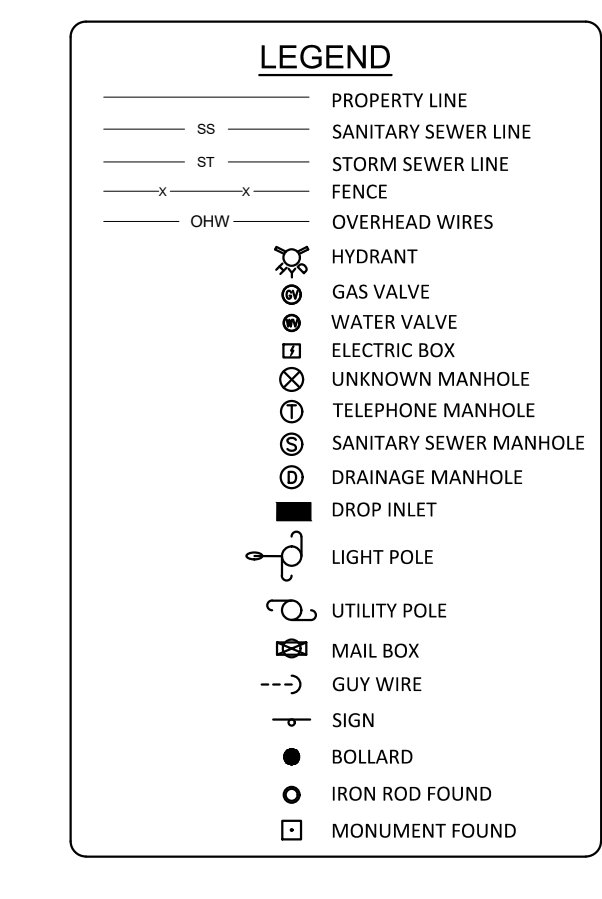 LEGEND
PROPERTY LINE
SS SANITARY SEWER LINE
ST STORM SEWER LINE
X X FENCE
OHW OVERHEAD WIRES
HYDRANT
GV GAS VALVE
WV WATER VALVE
ELECTRIC BOX
UNKNOWN MANHOLE
T TELEPHONE MANHOLE
S SANITARY SEWER MANHOLE
D DRAINAGE MANHOLE
DROP INLET
LIGHT POLE
UTILITY POLE
MAIL BOX
GUY WIRE
SIGN
BOLLARD
IRON ROD FOUND
MONUMENT FOUND